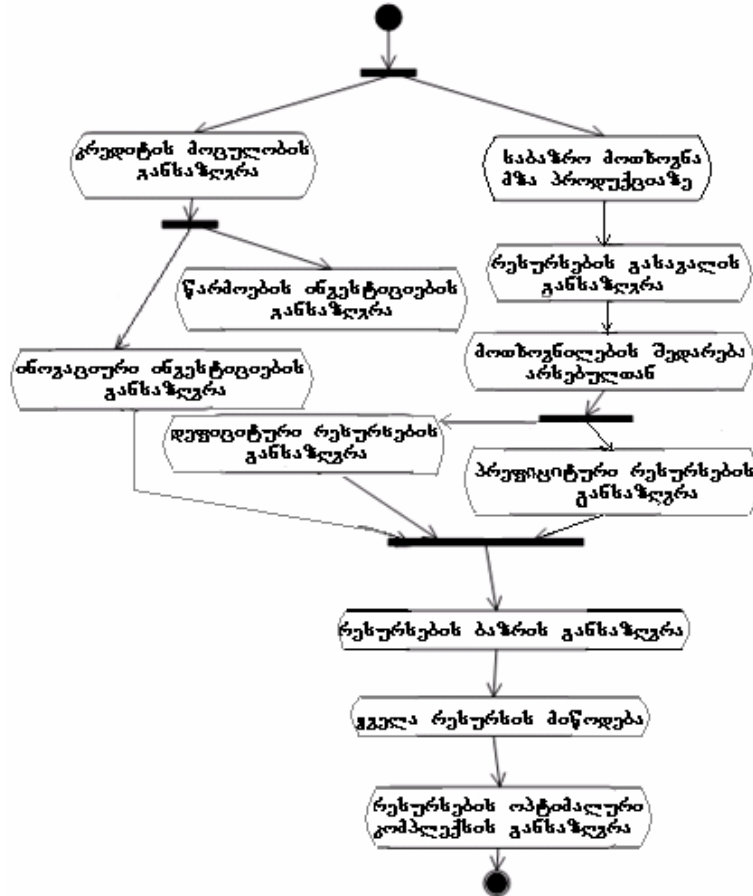 კრედიტის მოცულობის
განსაზღვრა
საბაზრო მოთხოვნა
მზა პროდუქციაზე
რესურსების გასავალის
განსაზღვრა
წარმოების ინვესტიციების
განსაზღვრა
მოთხოვნილების შედარება
არსებულთან
ინოვაციური ინვესტიციების
განსაზღვრა
დეფიციტური რესურსების
განსაზღვრა
პრეფიციტური რესურსების
განსაზღვრა
რესურსების ბაზრის განსაზღვრა
ყველა რესურსის მიწოდება
რესურსების ოპტიმალური
კომპლექსის განსაზღვრა